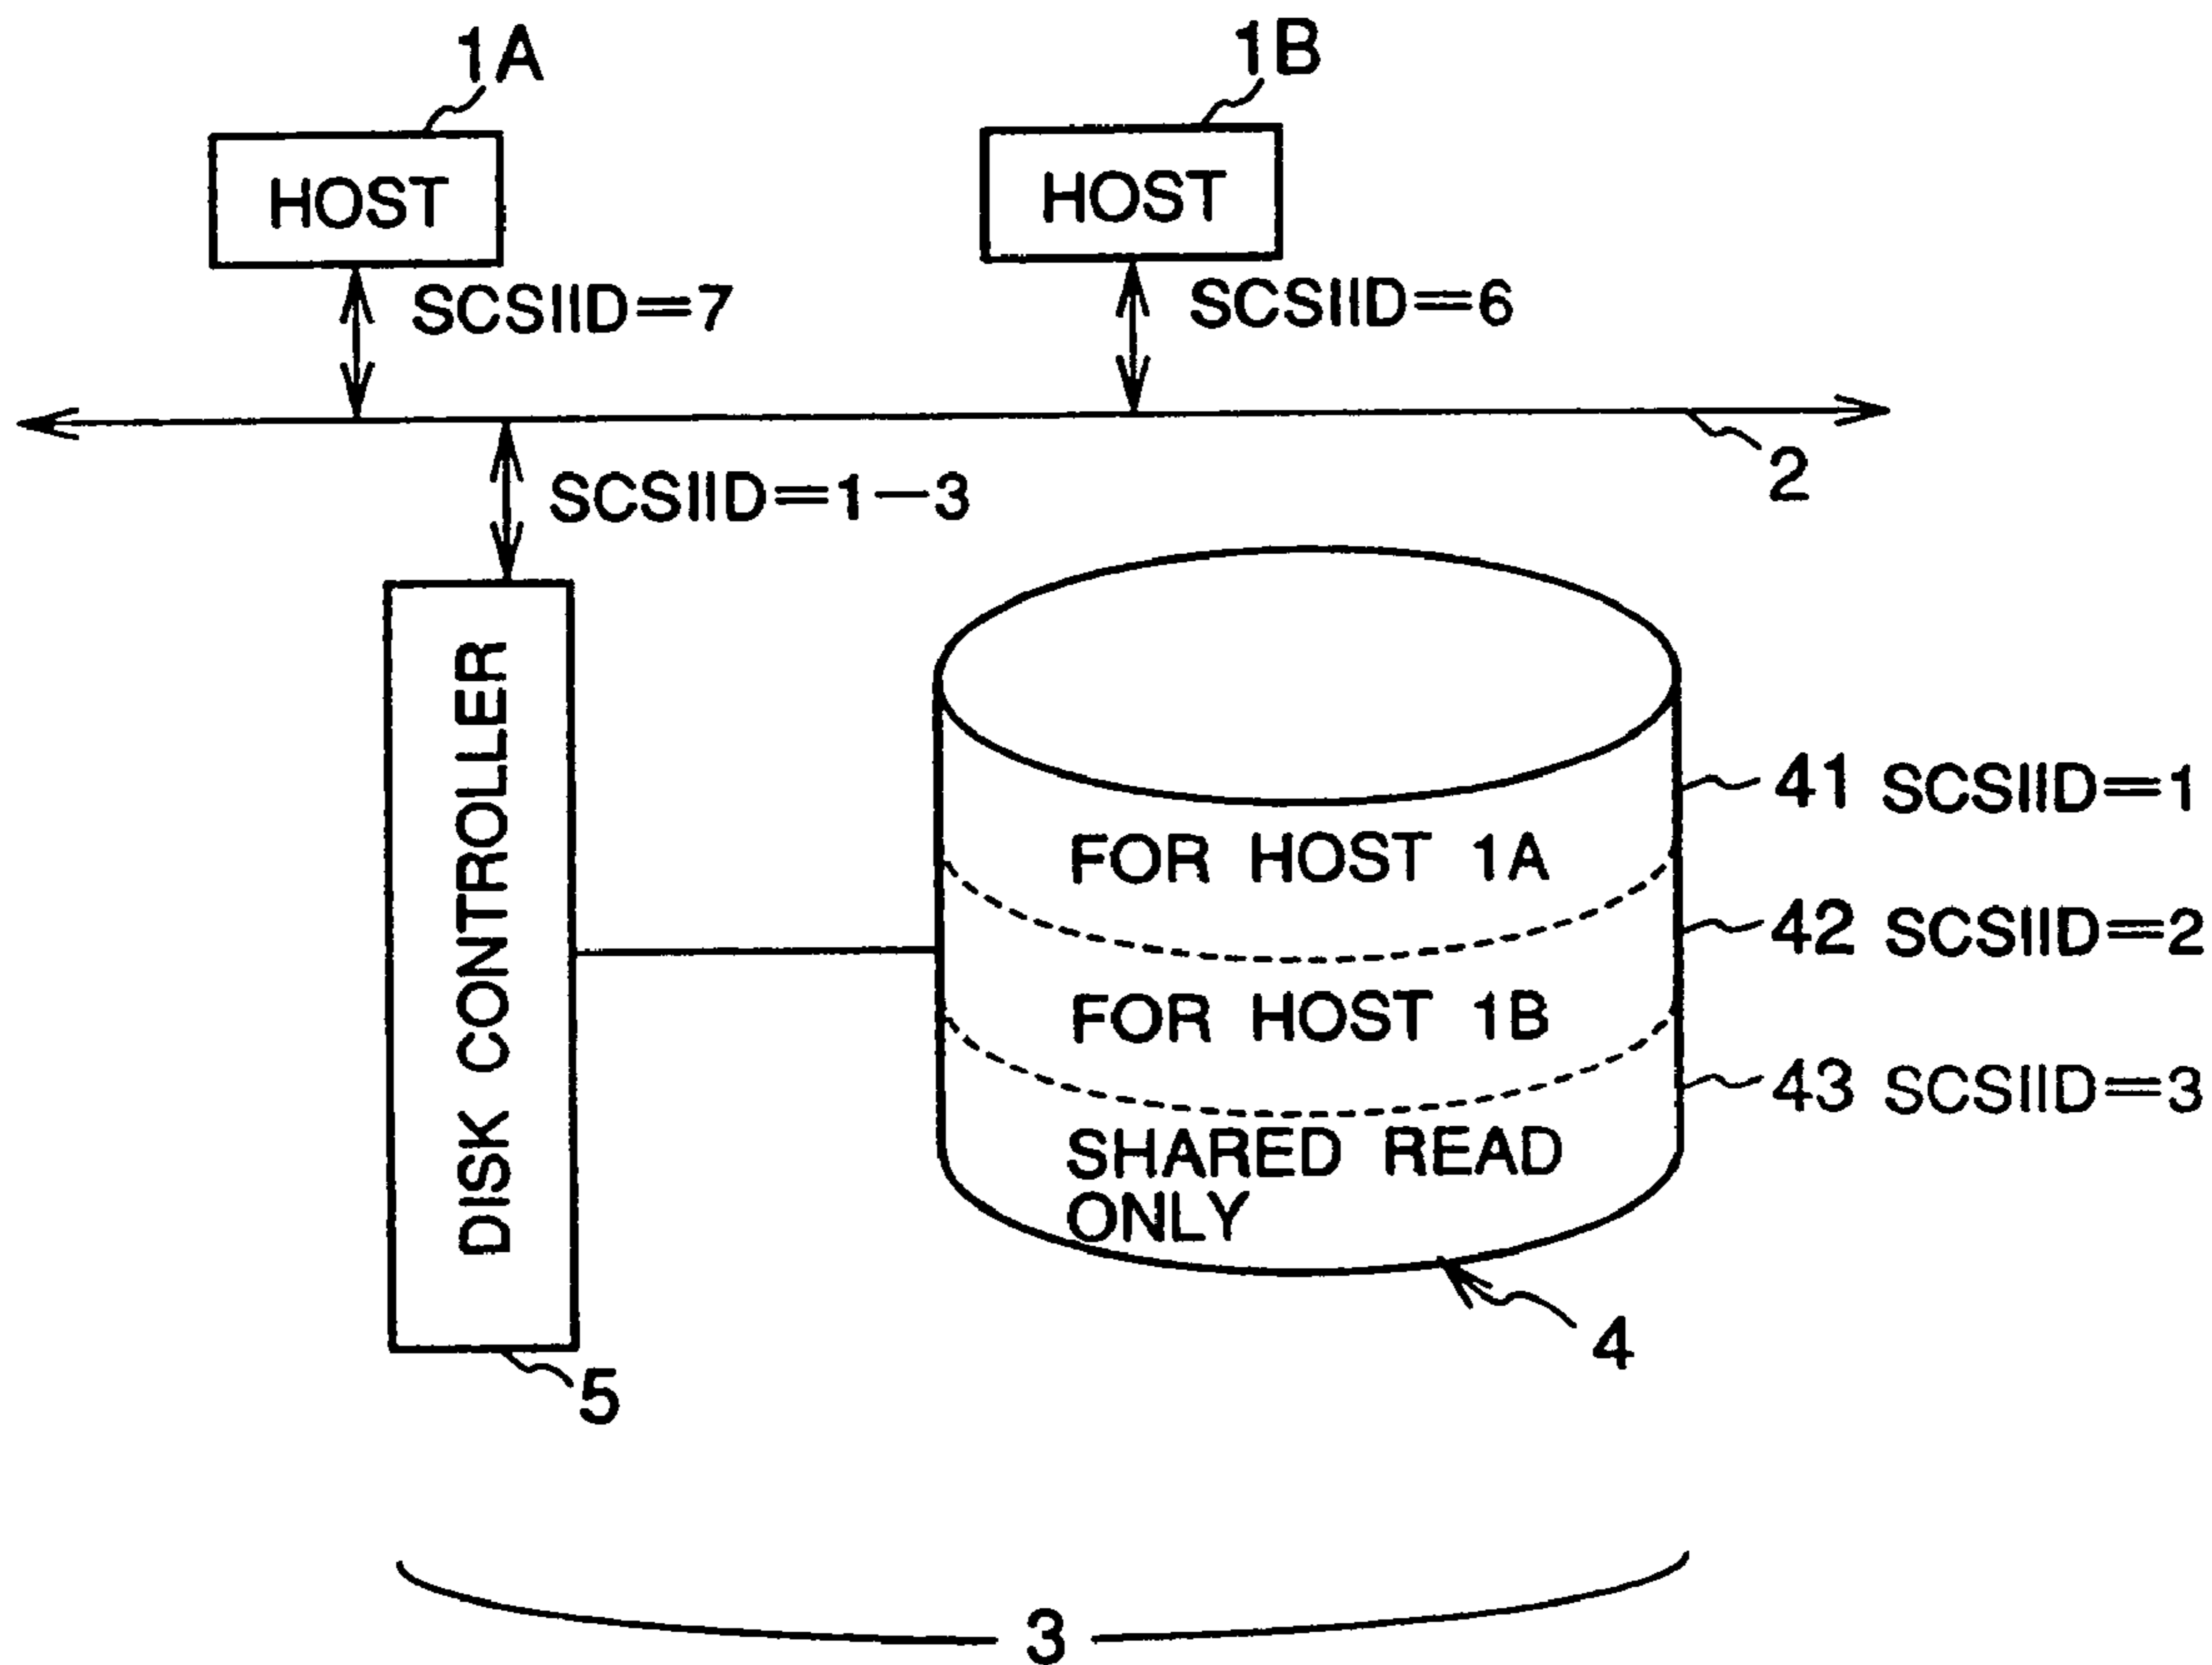 1A
1B
HOST
HOST
SCSIID=7
SCSIID=6
2
SCSIID=1-3
DISK CONTROLLER
41 SCSIID=1
FOR HOST 1A
42 SCSIID=2
FOR HOST 1B
43 SCSIID=3
SHARED READ
ONLY
4
5
3